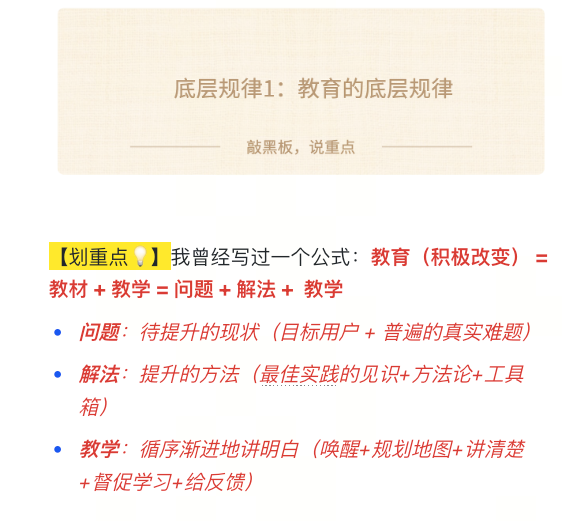 底层规律1：教育的底层规律
敲黑板，说重点
【划重点💡】我曾经写过一个公式：教育（积极改变） =
教材 + 教学 = 问题 + 解法 + 教学
• 问题：待提升的现状（目标用户 + 普遍的真实难题）
• 解法：提升的方法（最佳实践的见识+方法论+工具
箱）
• 教学：循序渐进地讲明白（唤醒+规划地图+讲清楚
+督促学习+给反馈）